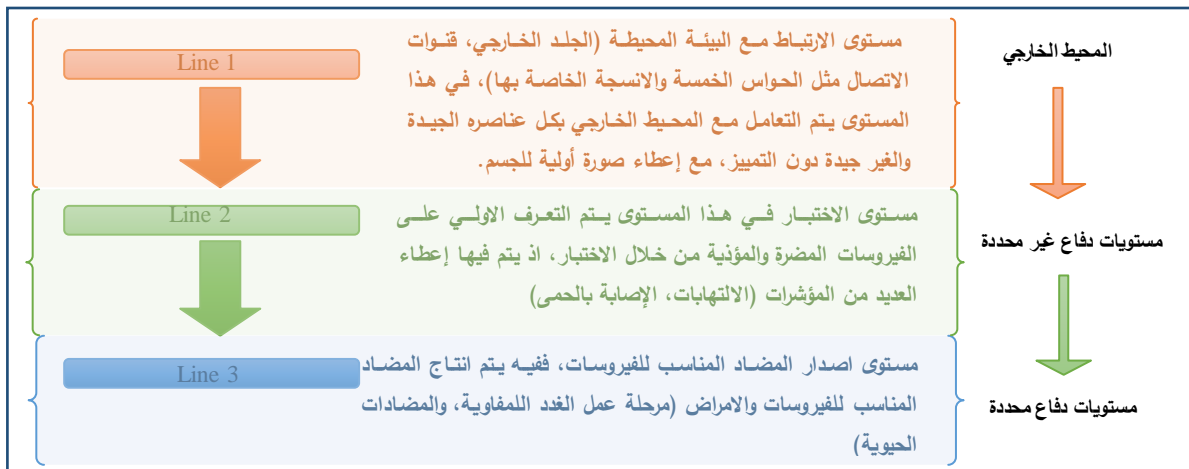 المحيط الخارجي
مستوى الارتباط مع البيئة المحيطة (الجلد الخارجي، قنوات
الاتصال مثل الحواس الخمسة والانسجة الخاصة بها)، في هذا
المستوى يتم التعامل مع المحيط الخارجي بكل عناصره الجيدة
والغير جيدة دون التمييز، مع إعطاء صورة أولية للجسم.
Line 1
مستويات دفاع غير محددة
مستوى الاختبار في هذا المستوى يتم التعرف الاولي على
الفيروسات المضرة والمؤذية من خلال الاختبار، اذ يتم فيها إعطاء
العديد من المؤشرات (الالتهابات، الإصابة بالحمى)
Line 2
مستويات دفاع محددة
مستوى اصدار المضاد المناسب للفيروسات، ففيه يتم انتاج المضاد
المناسب للفيروسات والامراض (مرحلة عمل الغدد اللمفاوية، والمضادات
الحيوية)
Line 3